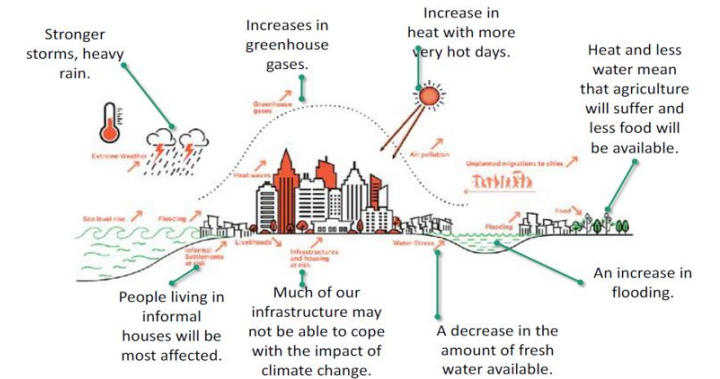 Stronger
storms, heavy
rain.
Increases in
greenhouse
gases.
Increase in
heat with more
very hot days.
Heat and less
water mean
that agriculture
will suffer and
less food will
be available.
Greenhouse
gases
Extreme Weather
Heat waves
Air pollution
Unplanned migrations to cities
Sea level rise
Flooding
Food
Flooding
Informal
Settlements
at risk
Livelihoods
Infrastructures
and housing
at risk
Water Stress
People living in
informal
houses will be
most affected.
Much of our
infrastructure may
not be able to cope
with the impact of
climate change.
A decrease in the
amount of fresh
water available.
An increase in
flooding.